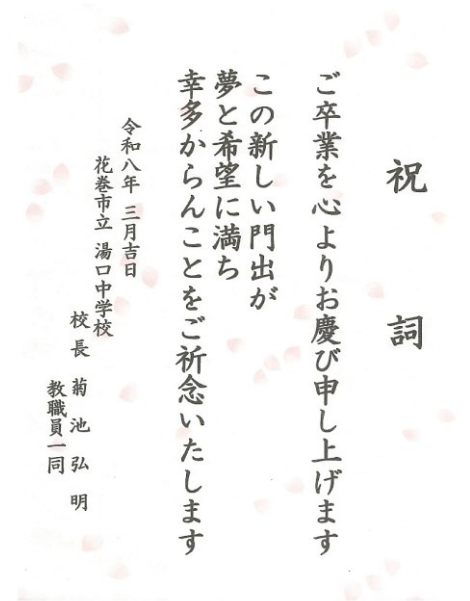 祝詞
ご卒業を心よりお慶び申し上げます
この新しい門出が
夢と希望に満ち
幸多からんことをご祈念いたします
令和八年 三月吉日
花巻市立 湯口中学校
校長 菊池弘明
教職員一同